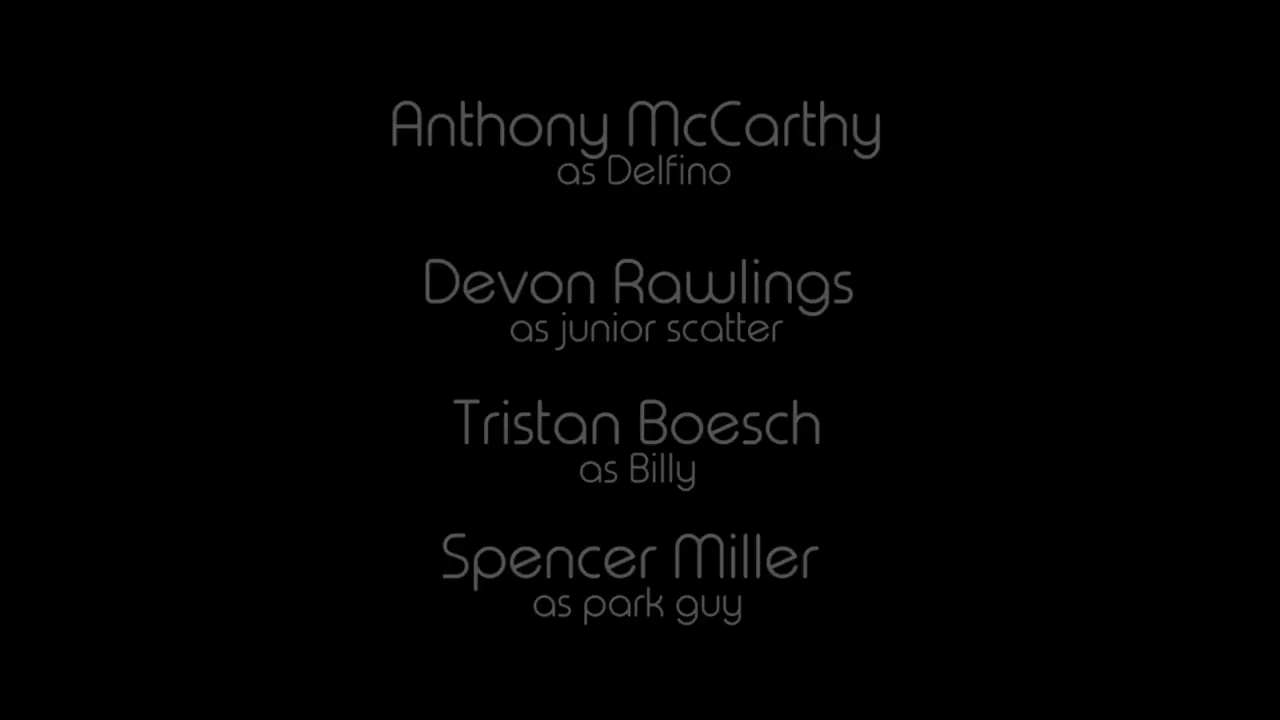 Anthony McCarthy
as Delfino
Devon Rawlings
as junior scatter
Tristan Boesch
as Billy
Spencer Miller
as park guy